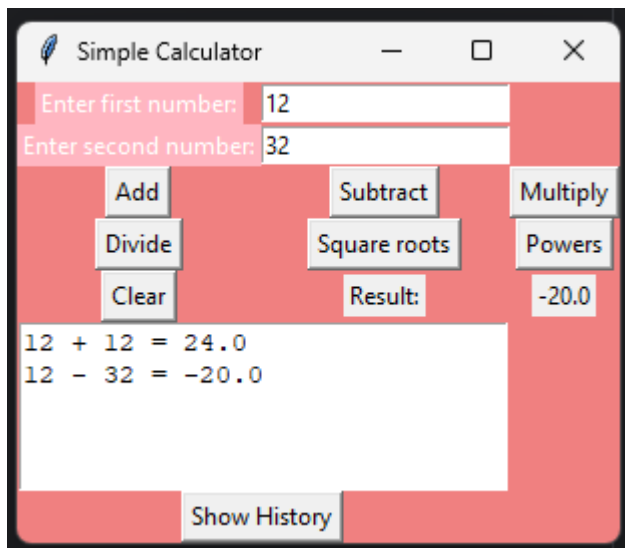 Simple Calculator
Enter first number: 12
Enter second number: 32
Add Subtract Multiply
Divide Square roots Powers
Clear Result: -20.0
12 + 12 = 24.0
12 - 32 = -20.0
Show History